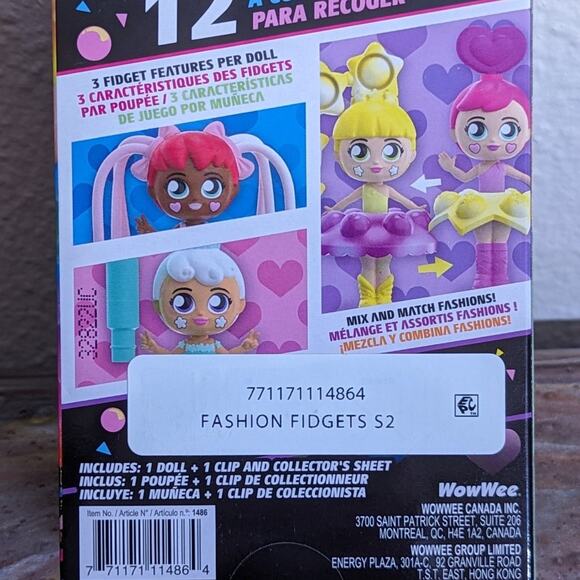 12
PARA RECOGER
3 FIDGET FEATURES PER DOLL
3 CARACTÉRISTIQUES DES FIDGETS
PAR POUPÉE / 3 CARACTERÍSTICAS
DE JUEGO POR MUÑECA
32822UC
MIX AND MATCH FASHIONS!
MÉLANGE ET ASSORTIS FASHIONS !
¡MEZCLA Y COMBINA FASHIONS!
771171114864
FASHION FIDGETS S2
INCLUDES: 1 DOLL + 1 CLIP AND COLLECTOR'S SHEET
INCLUS: 1 POUPÉE + 1 CLIP DE COLLECTIONNEUR
INCLUYE: 1 MUÑECA + 1 CLIP DE COLECCIONISTA
Item No. / Article N° / Artículo n.º: 1486
7 71171 11486 4
WowWee
WOWWEE CANADA INC.
3700 SAINT PATRICK STREET, SUITE 206
MONTREAL, QC, H4E 1A2, CANADA
WOWWEE GROUP LIMITED
ENERGY PLAZA, 301A-C, 92 GRANVILLE ROAD
T.S.T. EAST, HONG KONG